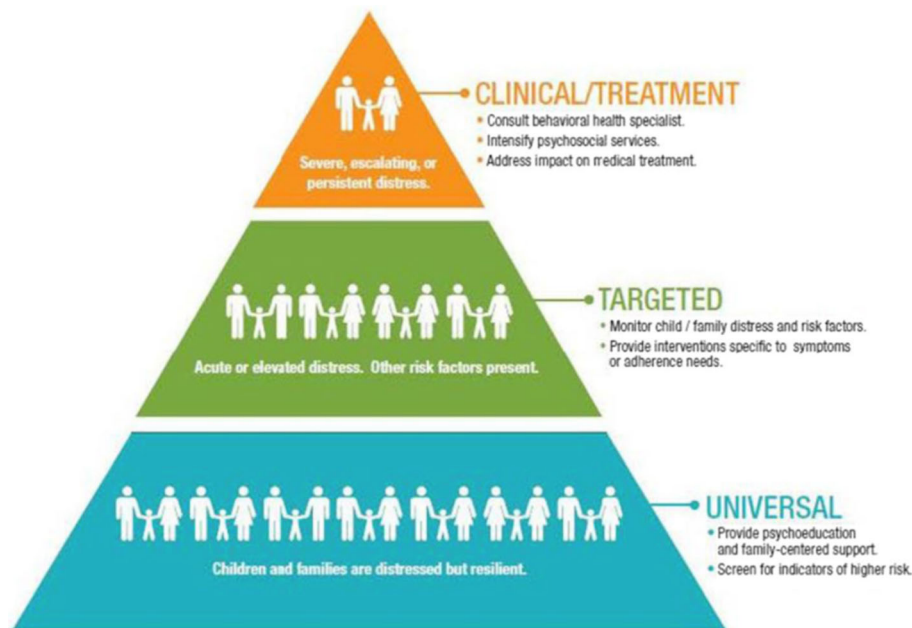 CLINICAL/TREATMENT
• Consult behavioral health specialist.
• Intensify psychosocial services.
• Address impact on medical treatment.
Severe, escalating, or
persistent distress.
TARGETED
• Monitor child / family distress and risk factors.
• Provide interventions specific to symptoms
or adherence needs.
Acute or elevated distress. Other risk factors present.
UNIVERSAL
• Provide psychoeducation
and family-centered support.
• Screen for indicators of higher risk.
Children and families are distressed but resilient.